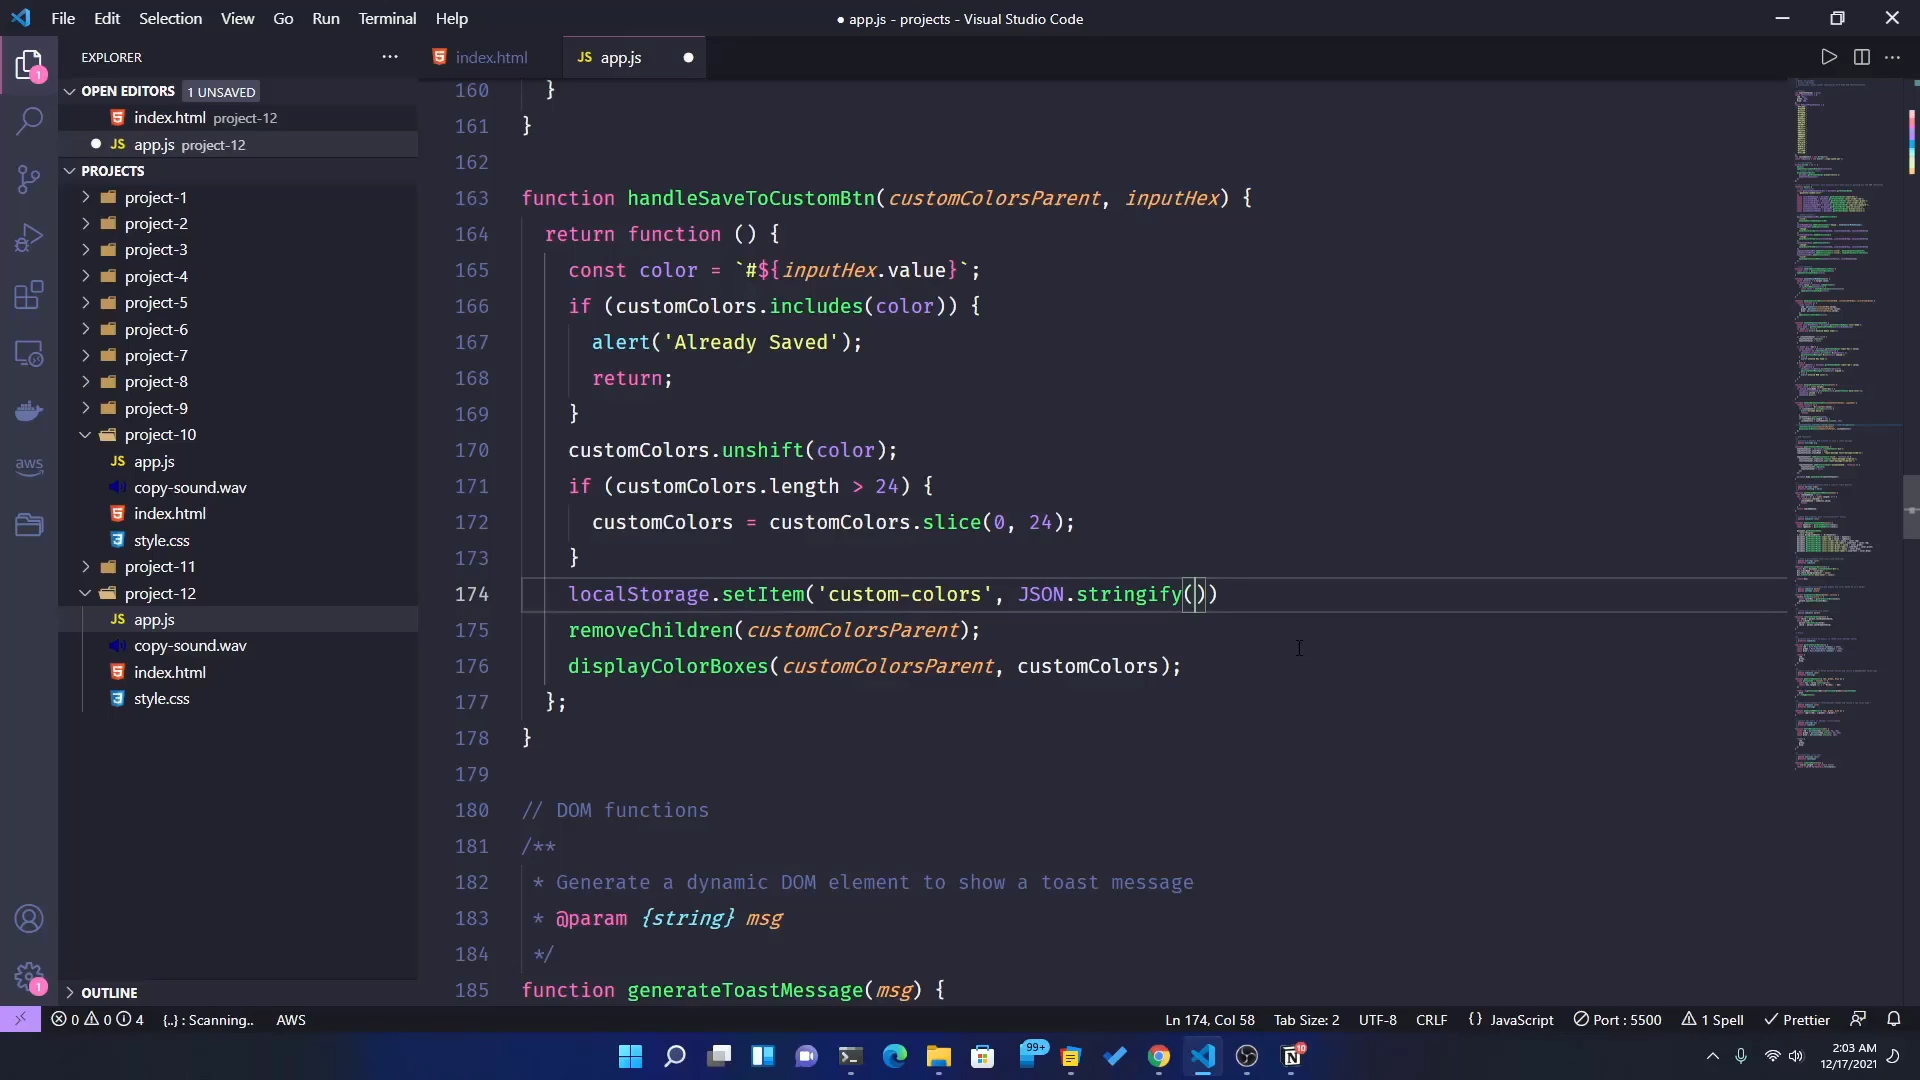 File Edit Selection View Go Run Terminal Help
● app.js - projects - Visual Studio Code
EXPLORER
OPEN EDITORS 1 UNSAVED
index.html project-12
JS app.js project-12
PROJECTS
project-1
project-2
project-3
project-4
project-5
project-6
project-7
project-8
project-9
project-10
JS app.js
copy-sound.wav
index.html
style.css
project-11
project-12
JS app.js
copy-sound.wav
index.html
style.css
OUTLINE
aws
1
1
index.html
JS app.js
160 }
161 }
162
163 function handleSaveToCustomBtn(customColorsParent, inputHex) {
164 return function () {
165 const color = `#${inputHex.value}`;
166 if (customColors.includes(color)) {
167 alert('Already Saved');
168 return;
169 }
170 customColors.unshift(color);
171 if (customColors.length > 24) {
172 customColors = customColors.slice(0, 24);
173 }
174 localStorage.setItem('custom-colors', JSON.stringify())
175 removeChildren(customColorsParent);
176 displayColorBoxes(customColorsParent, customColors);
177 };
178 }
179
180 // DOM functions
181 /**
182 * Generate a dynamic DOM element to show a toast message
183 * @param {string} msg
184 */
185 function generateToastMessage(msg) {
0 0 4 {..} : Scanning.. AWS
Ln 174, Col 58 Tab Size: 2 UTF-8 CRLF {} JavaScript Port : 5500 1 Spell Prettier
99+
10
2:03 AM
12/17/2021